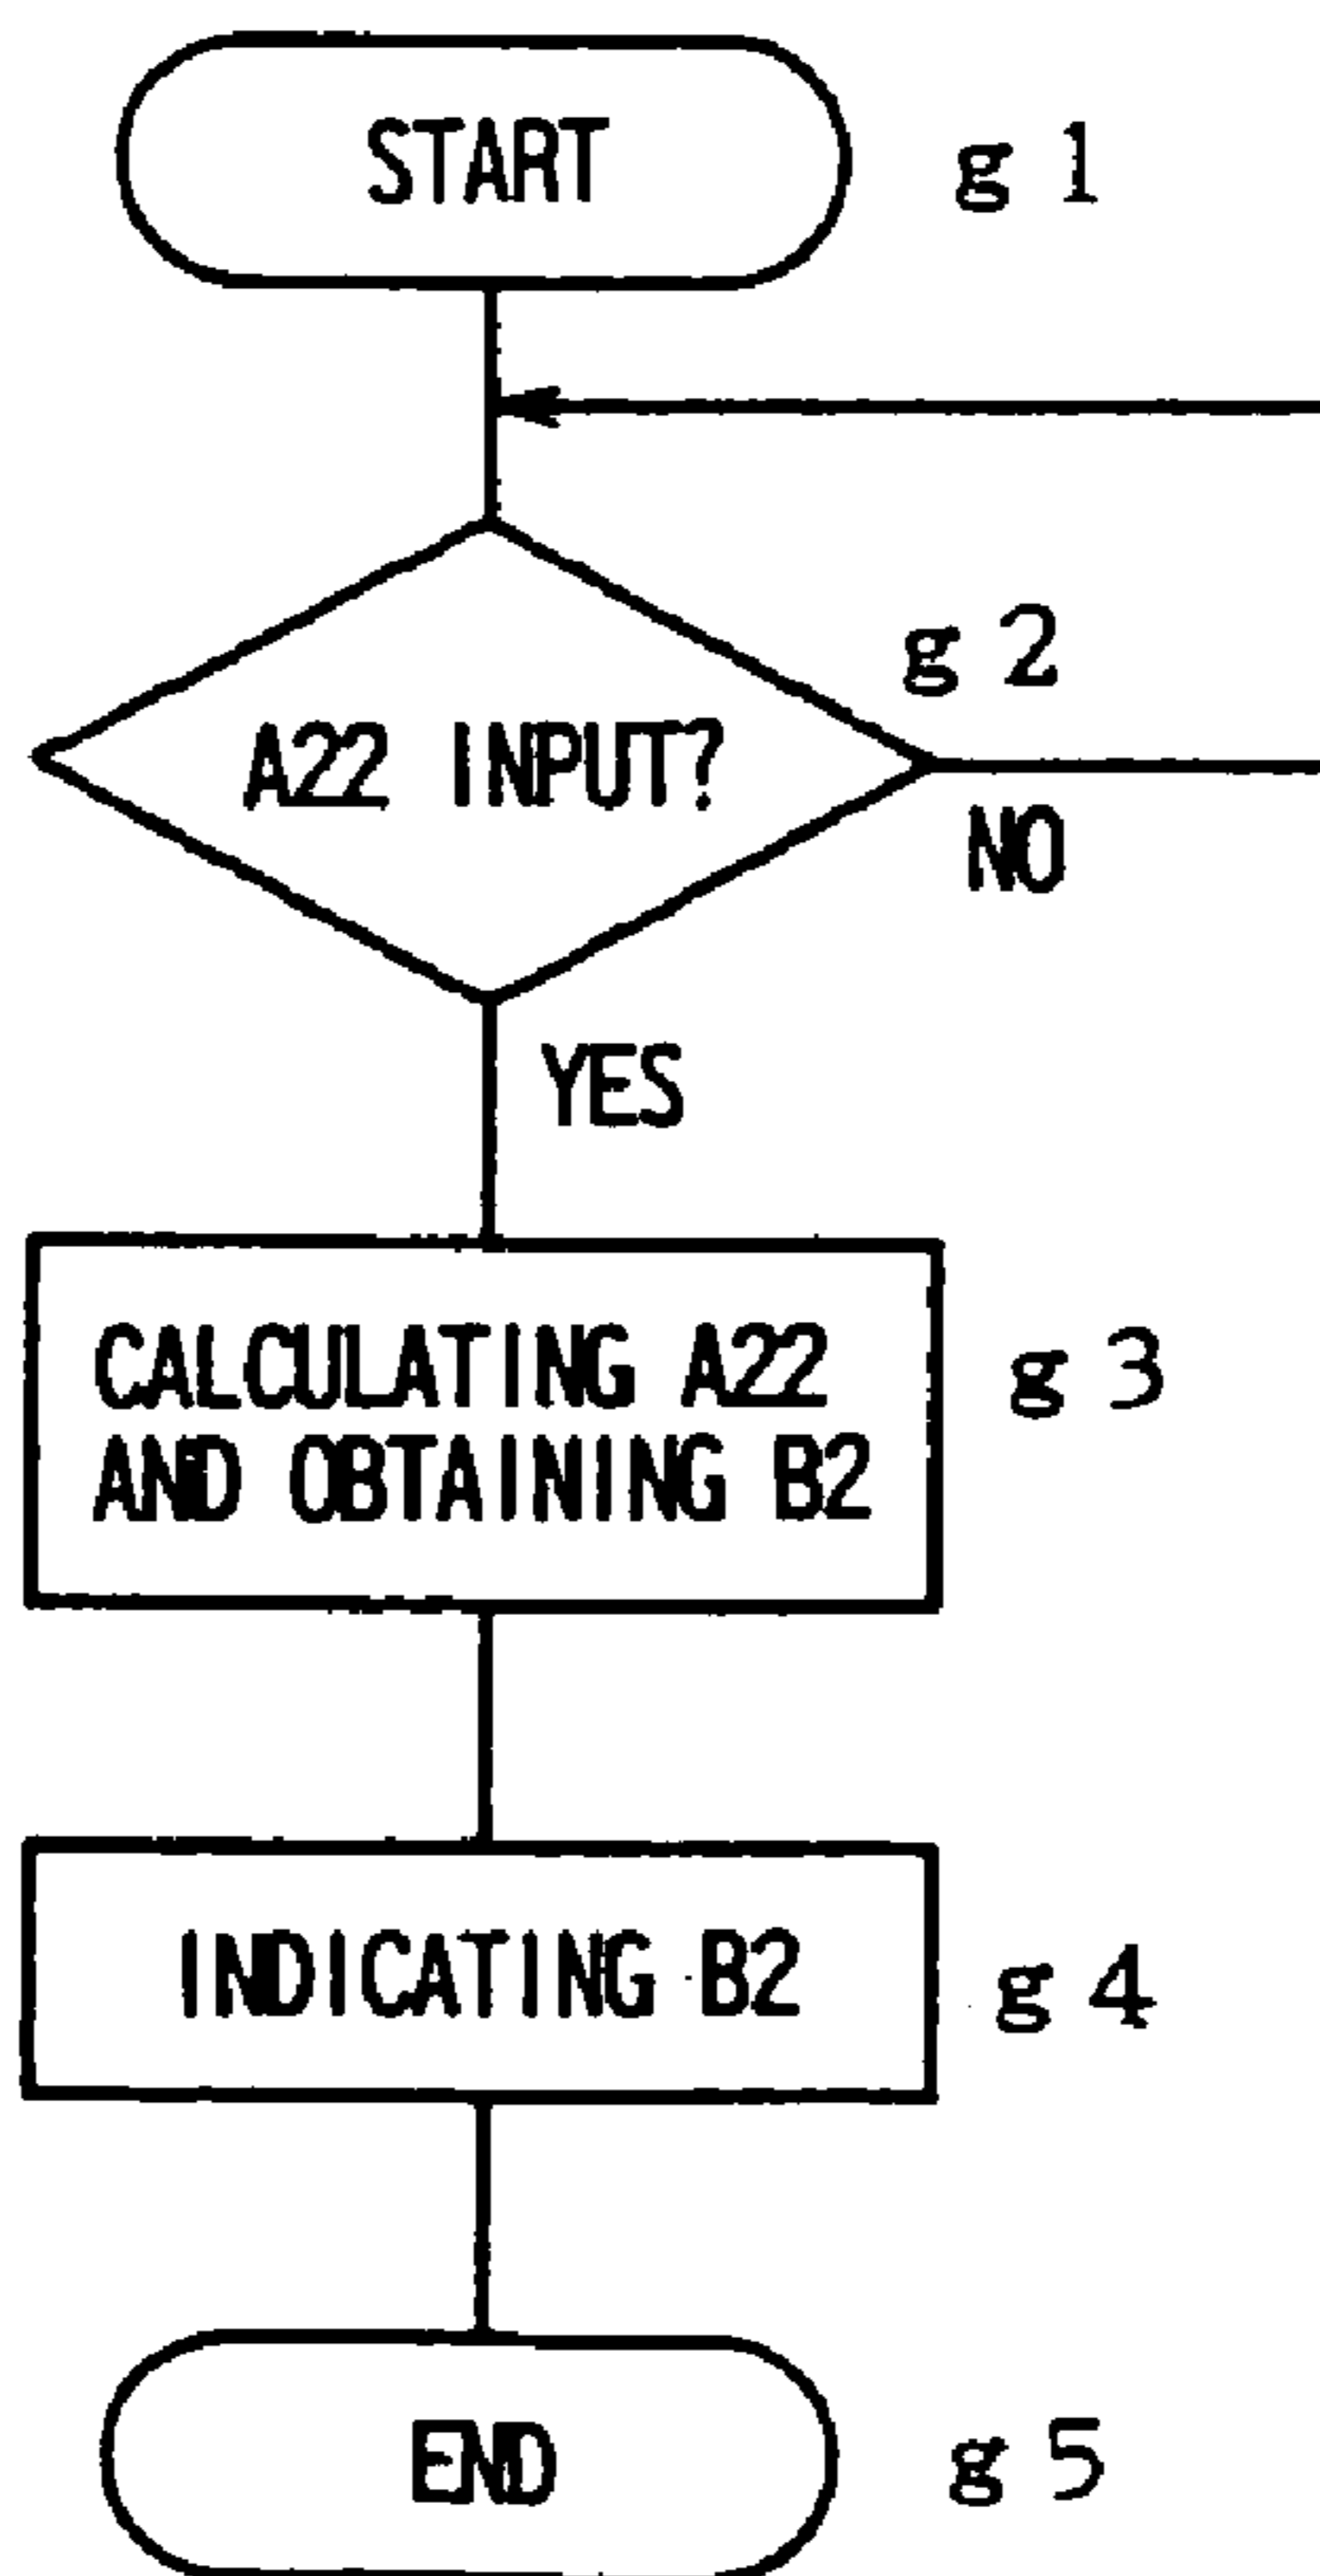 START
g 1
g 2
A22 INPUT?
NO
YES
CALCULATING A22
AND OBTAINING B2
g 3
INDICATING B2
g 4
END
g 5